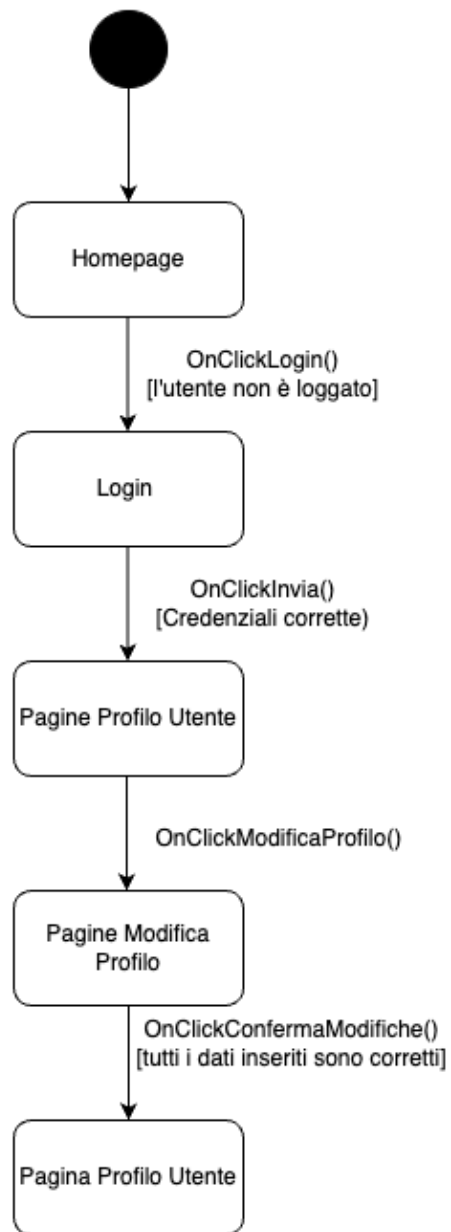 Homepage
OnClickLogin()
[l'utente non è loggato]
Login
OnClickInvia()
[Credenziali corrette)
Pagine Profilo Utente
OnClickModificaProfilo()
Pagine Modifica
Profilo
OnClickConfermaModifiche()
[tutti i dati inseriti sono corretti]
Pagina Profilo Utente